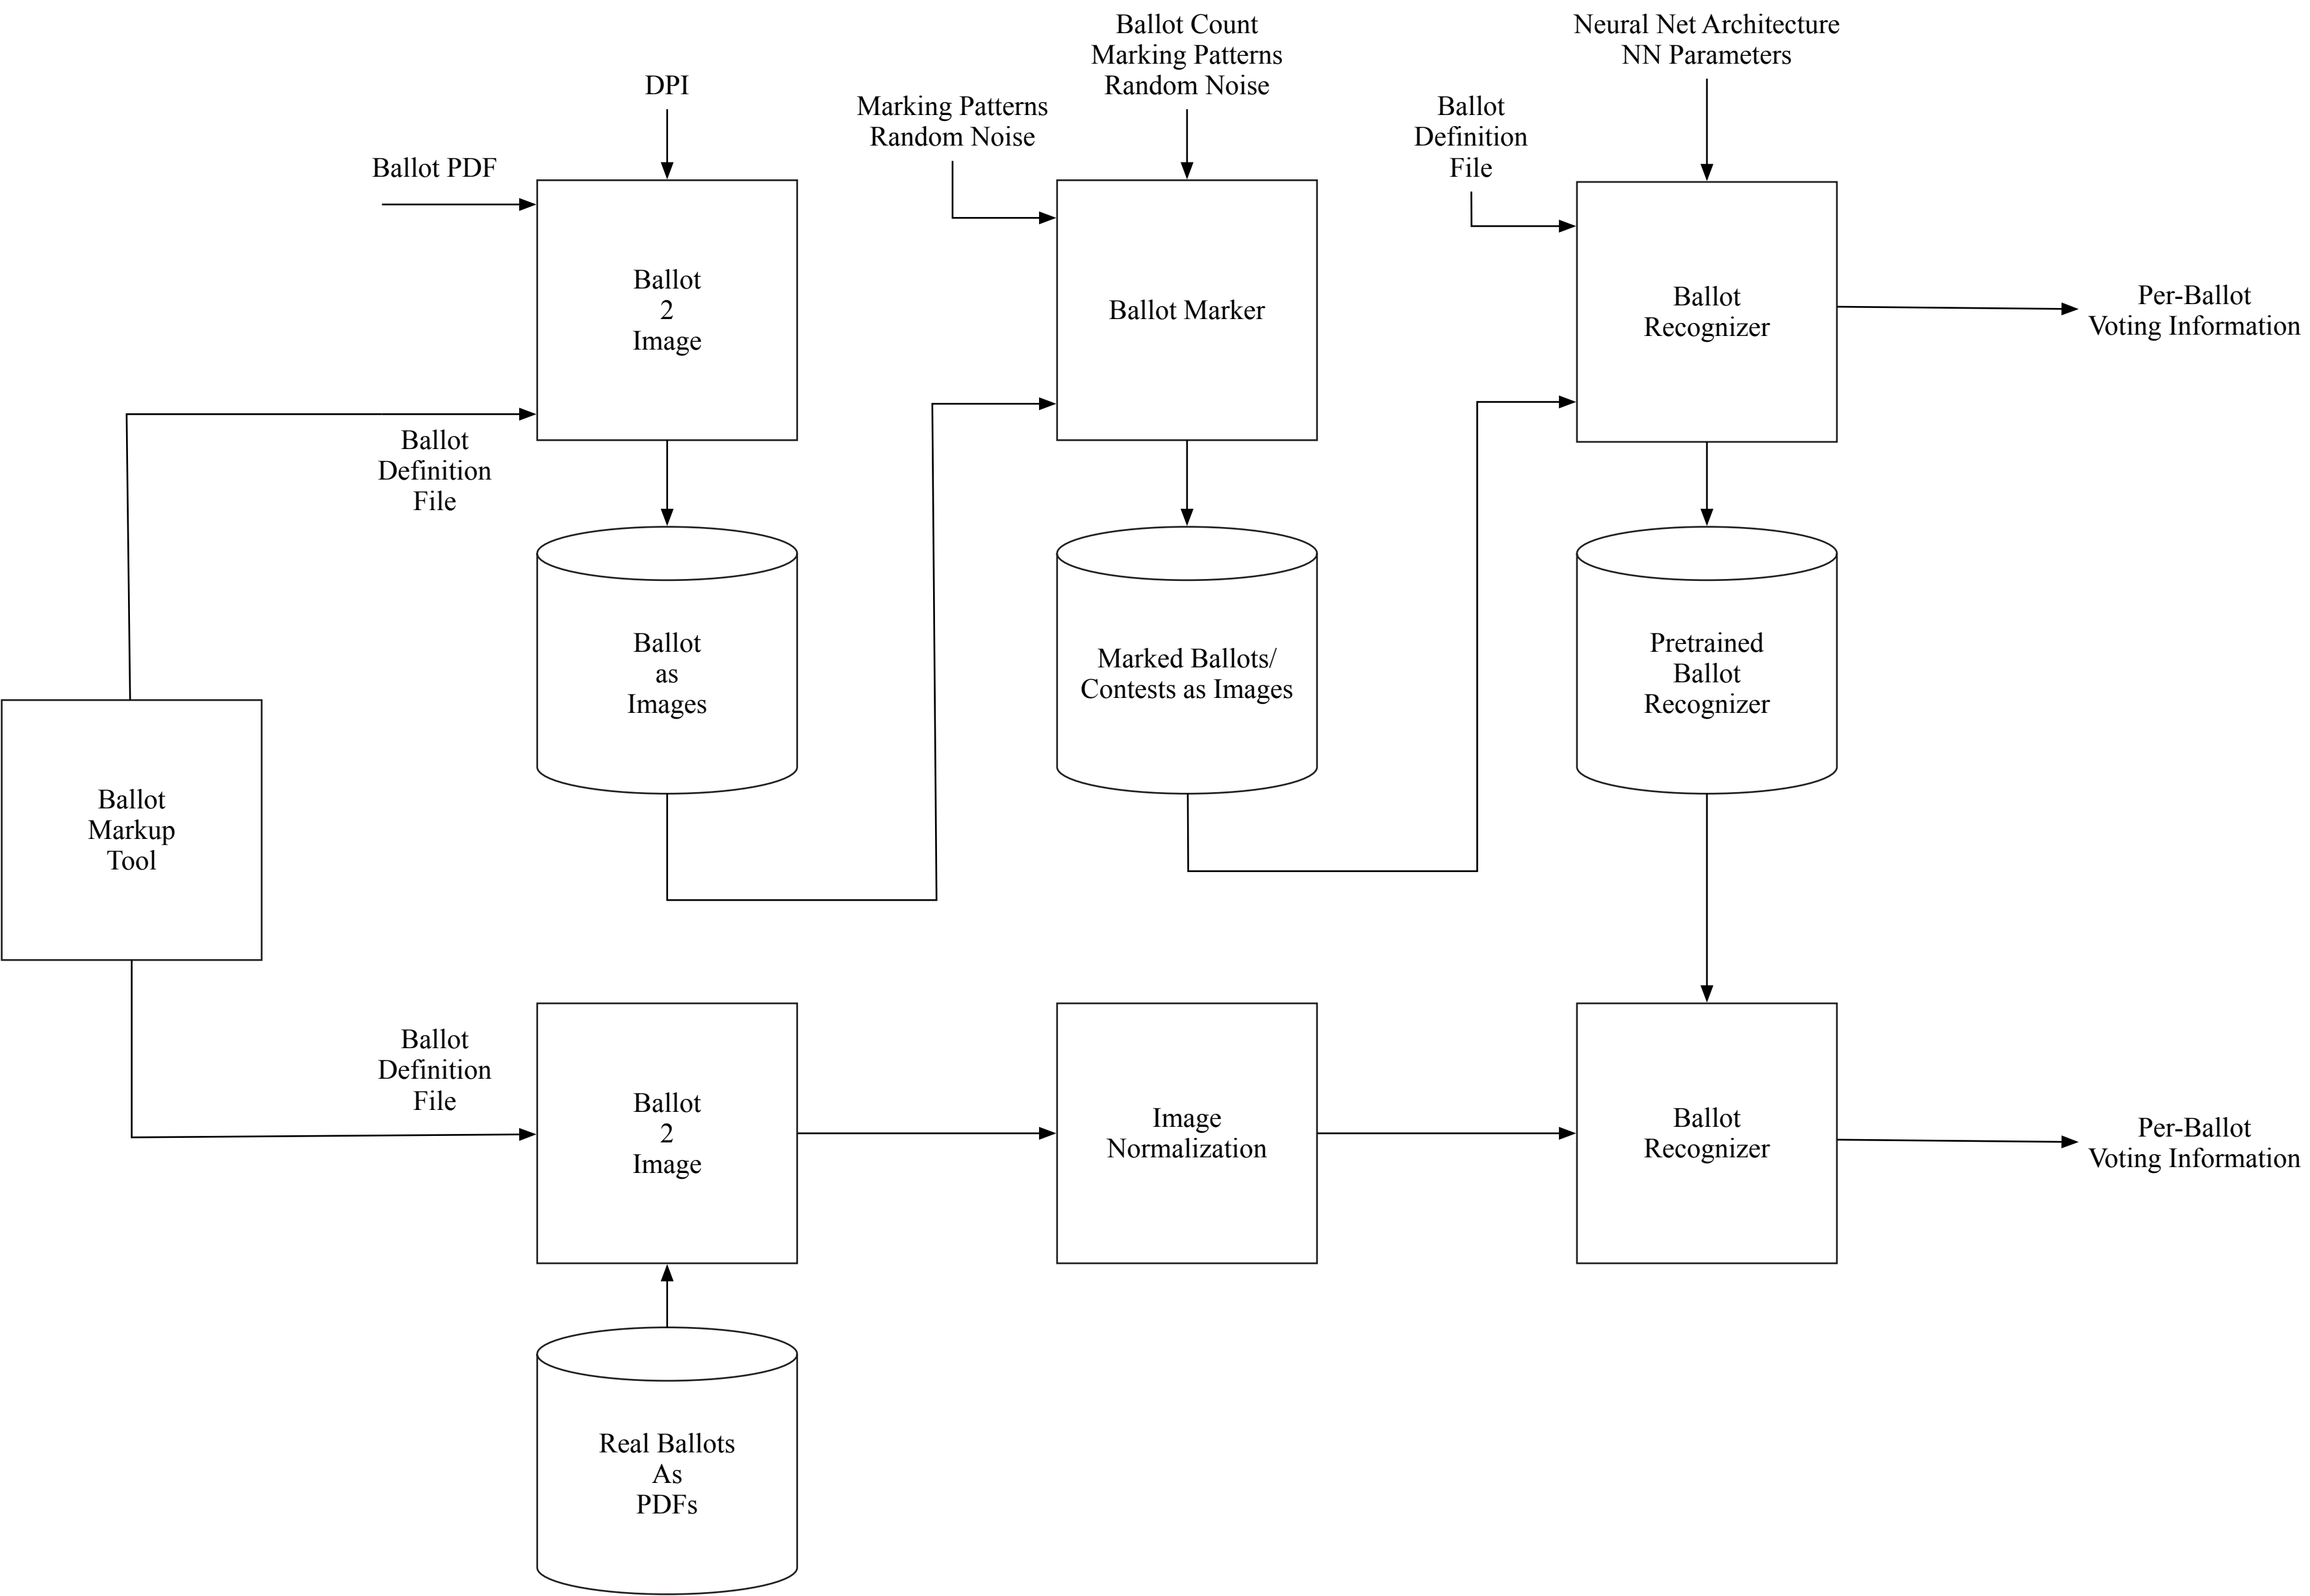 Ballot Count
Marking Patterns
Random Noise
Neural Net Architecture
NN Parameters
DPI
Marking Patterns
Random Noise
Ballot
Definition
File
Ballot PDF
Ballot
2
Image
Ballot Marker
Ballot
Recognizer
Per-Ballot
Voting Information
Ballot
Definition
File
Ballot
as
Images
Marked Ballots/
Contests as Images
Pretrained
Ballot
Recognizer
Ballot
Markup
Tool
Ballot
Definition
File
Ballot
2
Image
Image
Normalization
Ballot
Recognizer
Per-Ballot
Voting Information
Real Ballots
As
PDFs